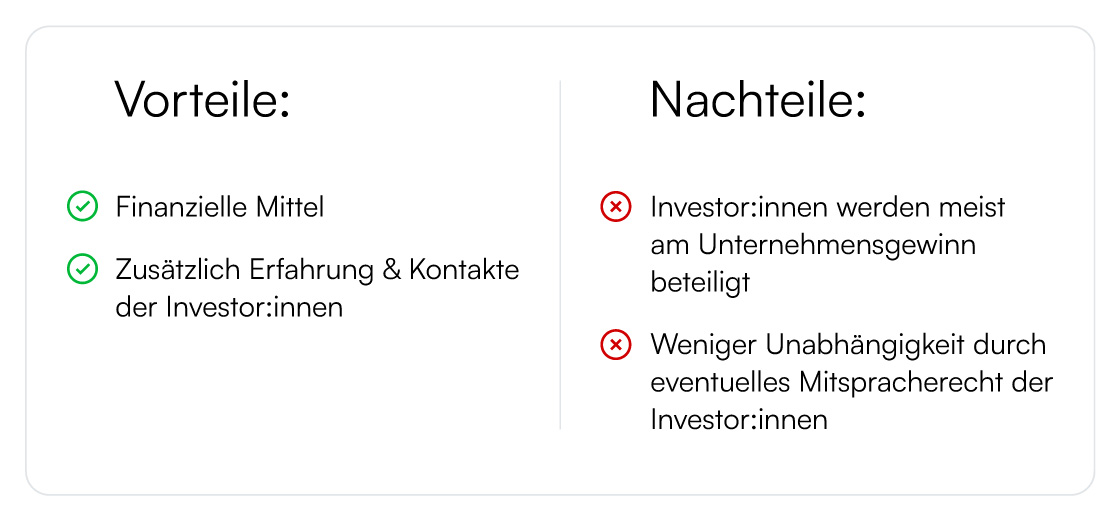 Vorteile:
Finanzielle Mittel
Zusätzlich Erfahrung & Kontakte
der Investor:innen
Nachteile:
Investor:innen werden meist
am Unternehmensgewinn
beteiligt
Weniger Unabhängigkeit durch
eventuelles Mitspracherecht der
Investor:innen